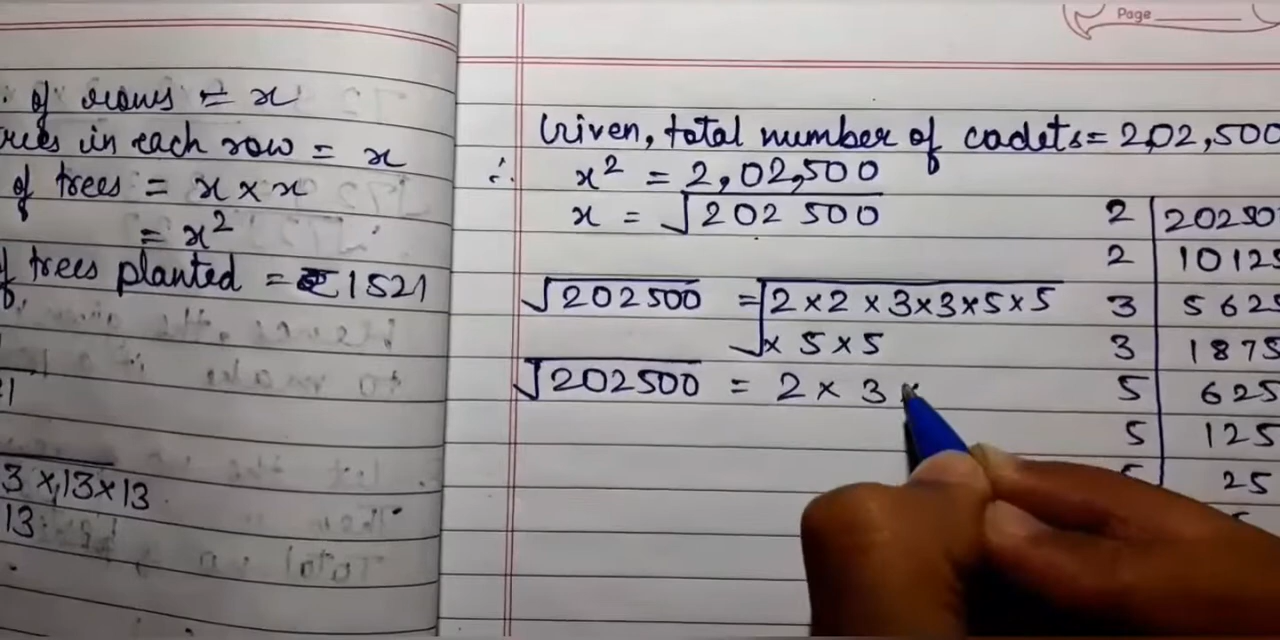 of rows = x
in each row = x
of trees = x × x
= x²
trees planted = 1521
3 × 13 × 13
13
Page
Given, total number of cadets = 202,500
∴ x² = 2,02,500
x = √202 500
√202500 = √2 × 2 × 3 × 3 × 5 × 5
× 5 × 5
√202500 = 2 × 3
2 | 20250
2 | 10125
3 | 5625
3 | 1875
5 | 625
5 | 125
25